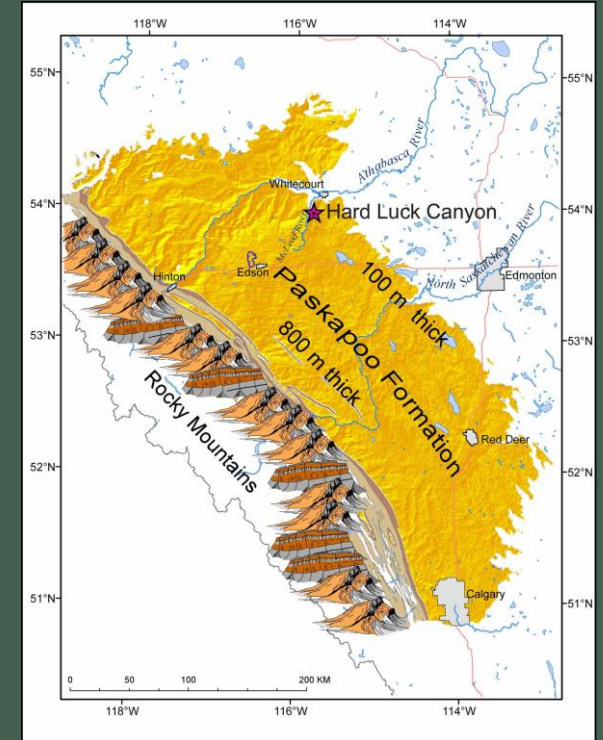 118°W 116°W 114°W
55°N 55°N
Athabasca River
Whitecourt
54°N 54°N
Hard Luck Canyon
McLeod River
North Saskatchewan River
Hinton
Edson
Edmonton
Paskapoo Formation
100 m thick
53°N 53°N
800 m thick
Rocky Mountains
Red Deer
52°N 52°N
51°N 51°N
Calgary
0 50 100 200 KM
118°W 116°W 114°W